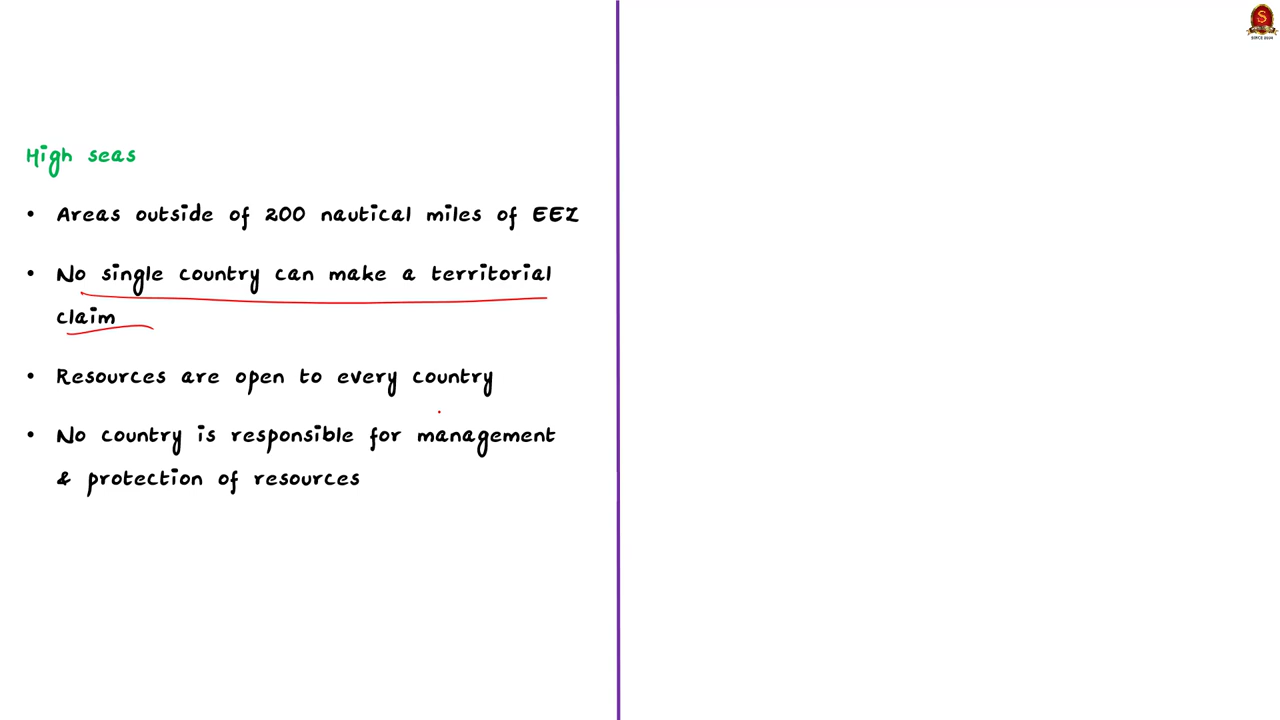 High seas
• Areas outside of 200 nautical miles of EEZ
• No single country can make a territorial
claim
• Resources are open to every country
• No country is responsible for management
& protection of resources
S